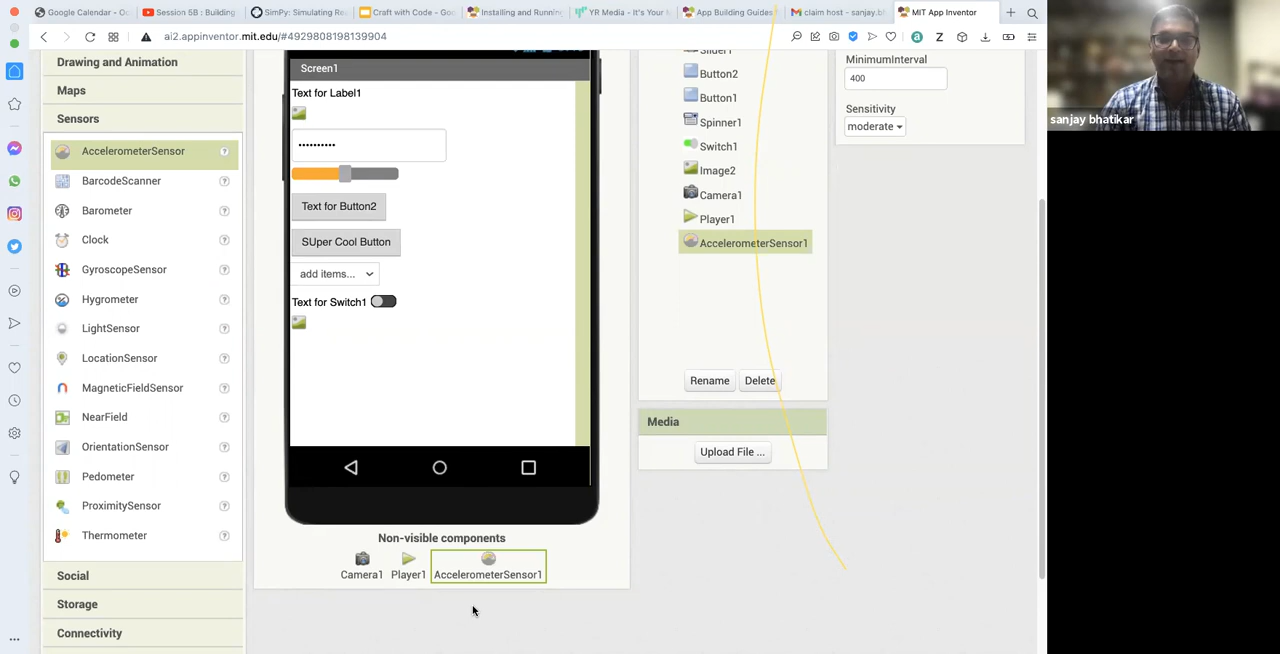 Google Calendar - Go
Session 5B : Building
SimPy: Simulating Re
Craft with Code - Goo
Installing and Runnin
YR Media - It's Your
App Building Guides
claim host - sanjay.bh
MIT App Inventor
ai2.appinventor.mit.edu/#4929808198139904
Drawing and Animation
Maps
Sensors
AccelerometerSensor
BarcodeScanner
Barometer
Clock
GyroscopeSensor
Hygrometer
LightSensor
LocationSensor
MagneticFieldSensor
NearField
OrientationSensor
Pedometer
ProximitySensor
Thermometer
Social
Storage
Connectivity
Screen1
Text for Label1
Text for Button2
SUper Cool Button
add items...
Text for Switch1
Non-visible components
Camera1
Player1
AccelerometerSensor1
Slider1
Button2
Button1
Spinner1
Switch1
Image2
Camera1
Player1
AccelerometerSensor1
Rename
Delete
Media
Upload File ...
MinimumInterval
400
Sensitivity
moderate
sanjay bhatikar